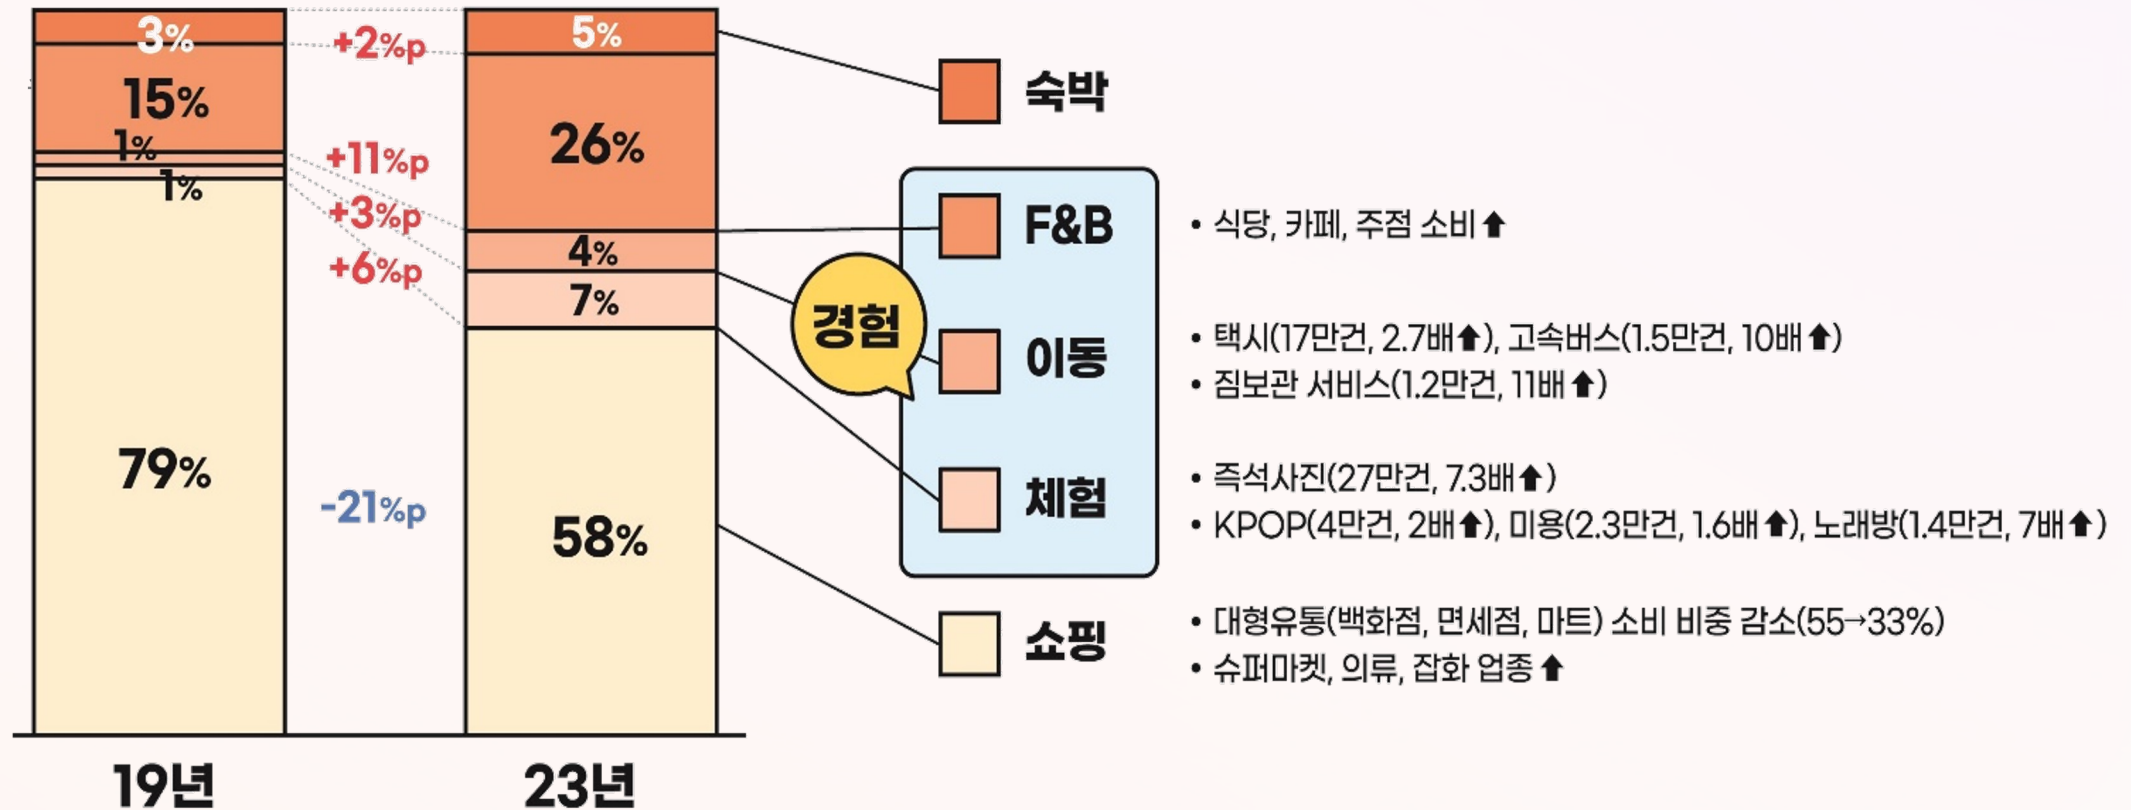 3%
15%
1%
1%
79%
19년
+2%p
+11%p
+3%p
+6%p
-21%p
5%
26%
4%
7%
58%
23년
숙박
경험
F&B
• 식당, 카페, 주점 소비⬆
이동
• 택시(17만건, 2.7배⬆), 고속버스(1.5만건, 10배⬆)
• 짐보관 서비스(1.2만건, 11배⬆)
체험
• 즉석사진(27만건, 7.3배⬆)
• KPOP(4만건, 2배⬆), 미용(2.3만건, 1.6배⬆), 노래방(1.4만건, 7배⬆)
쇼핑
• 대형유통(백화점, 면세점, 마트) 소비 비중 감소(55→33%)
• 슈퍼마켓, 의류, 잡화 업종⬆